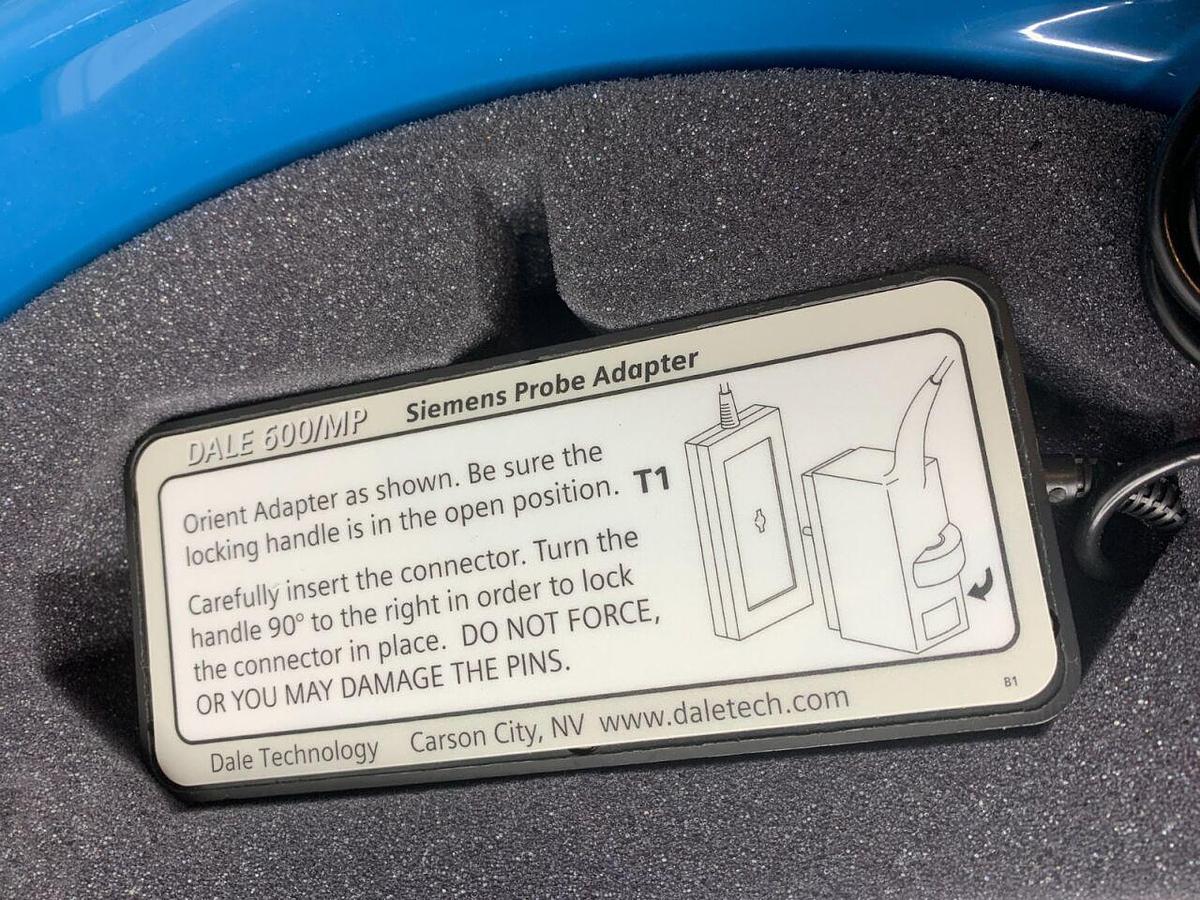 DALE 600/MP Siemens Probe Adapter
Orient Adapter as shown. Be sure the
locking handle is in the open position. T1
Carefully insert the connector. Turn the
handle 90° to the right in order to lock
the connector in place. DO NOT FORCE,
OR YOU MAY DAMAGE THE PINS.
B1
Dale Technology Carson City, NV www.daletech.com